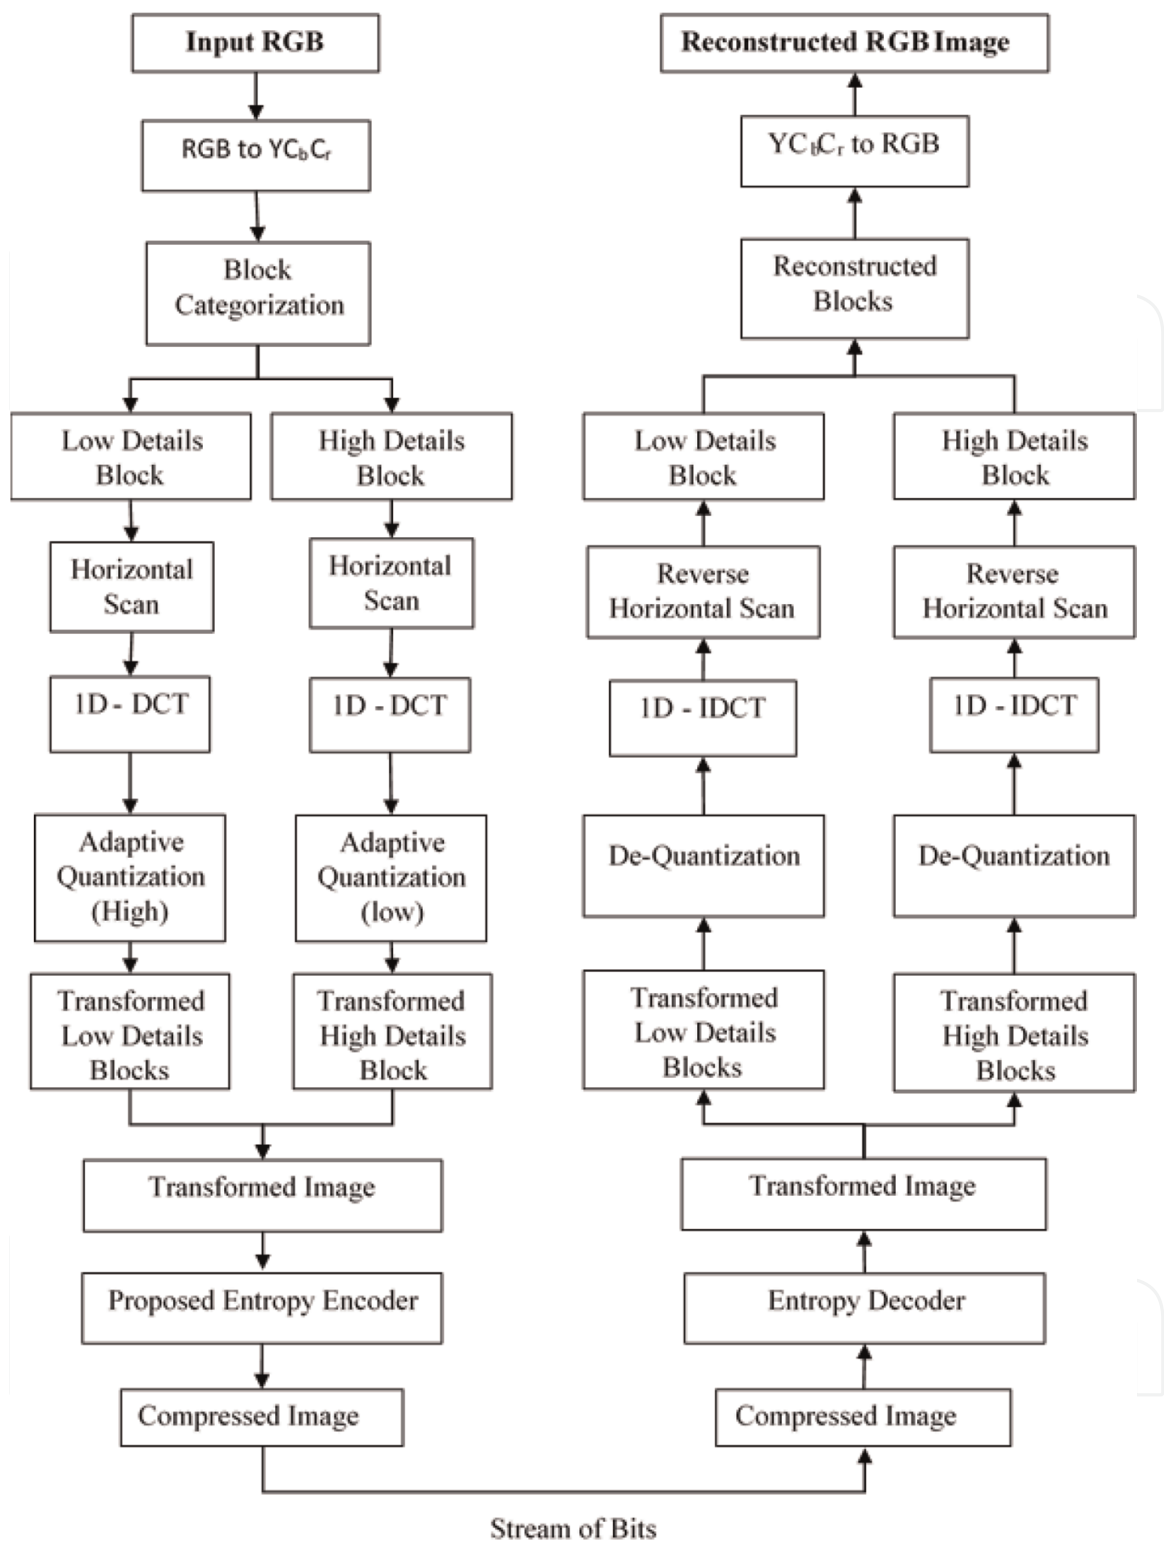 Input RGB
RGB to YCbCr
Block
Categorization
Low Details
Block
High Details
Block
Horizontal
Scan
Horizontal
Scan
1D - DCT
1D - DCT
Adaptive
Quantization
(High)
Adaptive
Quantization
(low)
Transformed
Low Details
Blocks
Transformed
High Details
Block
Transformed Image
Proposed Entropy Encoder
Compressed Image
Stream of Bits
Reconstructed RGB Image
YCbCr to RGB
Reconstructed
Blocks
Low Details
Block
High Details
Block
Reverse
Horizontal Scan
Reverse
Horizontal Scan
1D - IDCT
1D - IDCT
De-Quantization
De-Quantization
Transformed
Low Details
Blocks
Transformed
High Details
Blocks
Transformed Image
Entropy Decoder
Compressed Image